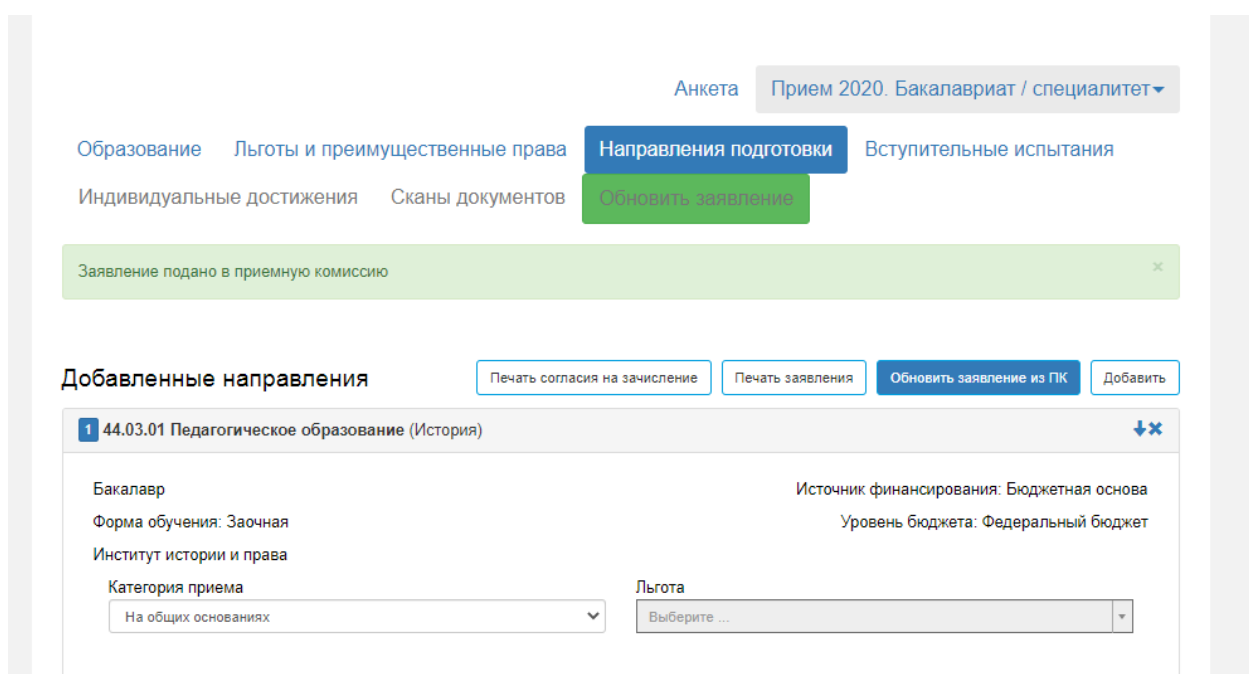 Анкета Прием 2020. Бакалавриат / специалитет
Образование Льготы и преимущественные права Направления подготовки Вступительные испытания
Индивидуальные достижения Сканы документов Обновить заявление
Заявление подано в приемную комиссию ×
Добавленные направления Печать согласия на зачисление Печать заявления Обновить заявление из ПК Добавить
1 44.03.01 Педагогическое образование (История)
Бакалавр Источник финансирования: Бюджетная основа
Форма обучения: Заочная Уровень бюджета: Федеральный бюджет
Институт истории и права
Категория приема Льгота
На общих основаниях Выберите ...